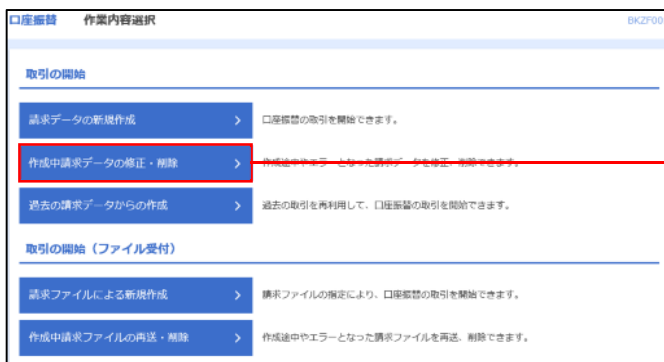 口座振替 作業内容選択 BKZF00
取引の開始
請求データの新規作成 口座振替の取引を開始できます。
作成中請求データの修正・削除 作成途中やエラーとなった請求データを修正、削除できます。
過去の請求データからの作成 過去の取引を再利用して、口座振替の取引を開始できます。
取引の開始（ファイル受付）
請求ファイルによる新規作成 請求ファイルの指定により、口座振替の取引を開始できます。
作成中請求ファイルの再送・削除 作成途中やエラーとなった請求ファイルを再送、削除できます。